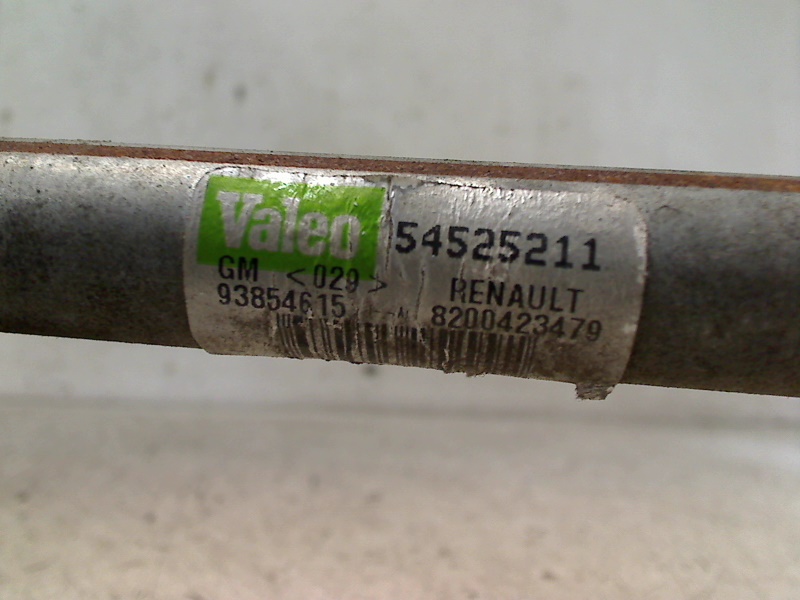 Valeo 54525211
GM <029> RENAULT
93854615 8200423479